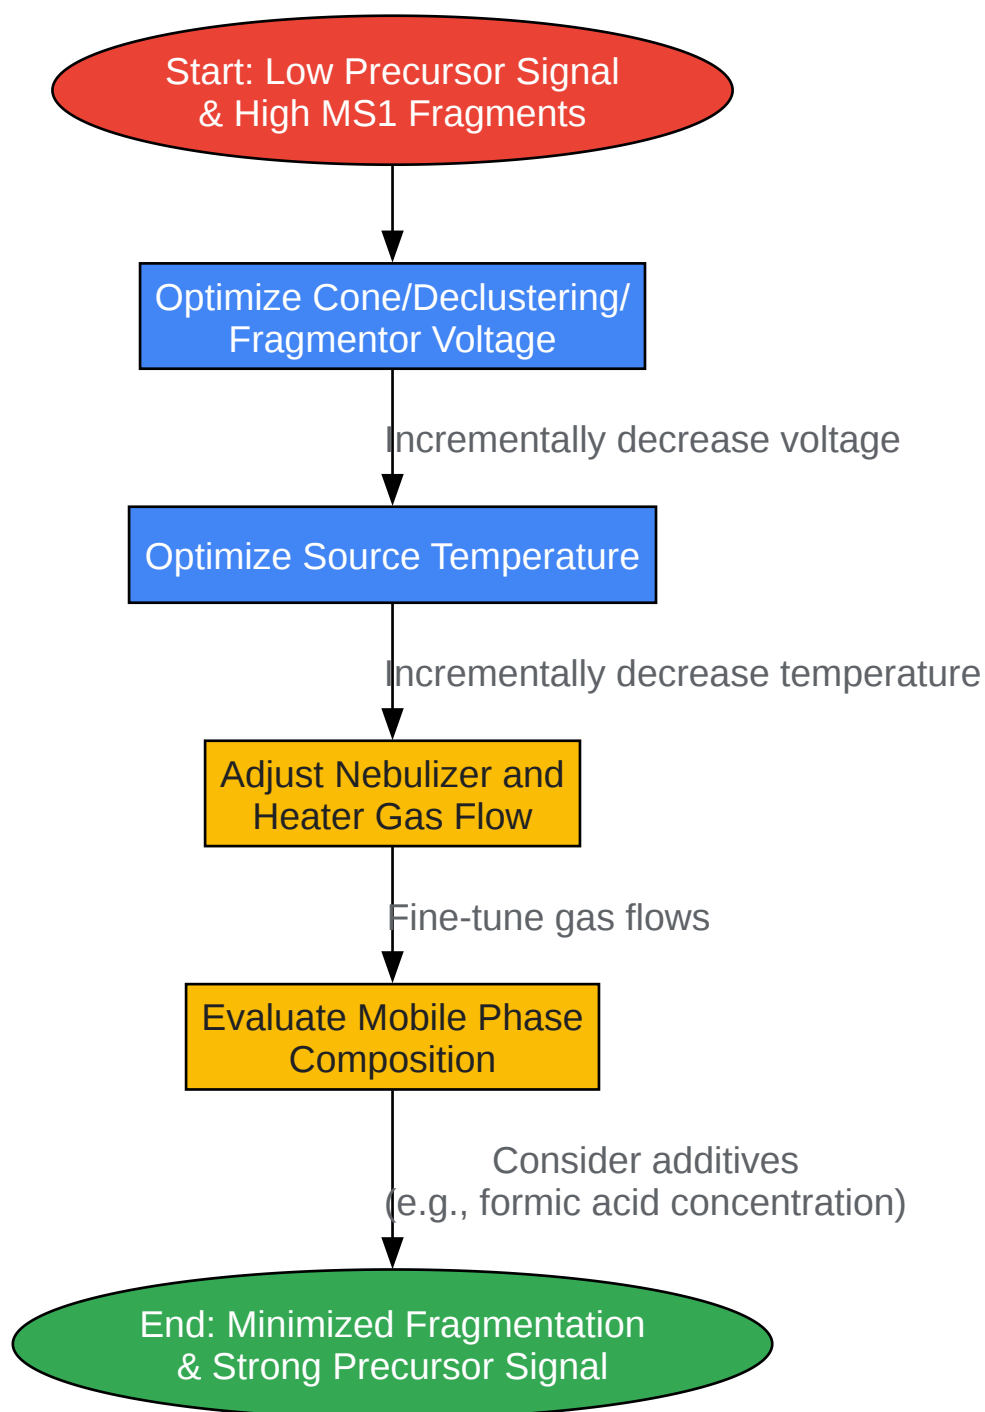 Start: Low Precursor Signal
& High MS1 Fragments
Optimize Cone/Declustering/
Fragmentor Voltage
Incrementally decrease voltage
Optimize Source Temperature
Incrementally decrease temperature
Adjust Nebulizer and
Heater Gas Flow
Fine-tune gas flows
Evaluate Mobile Phase
Composition
Consider additives
(e.g., formic acid concentration)
End: Minimized Fragmentation
& Strong Precursor Signal